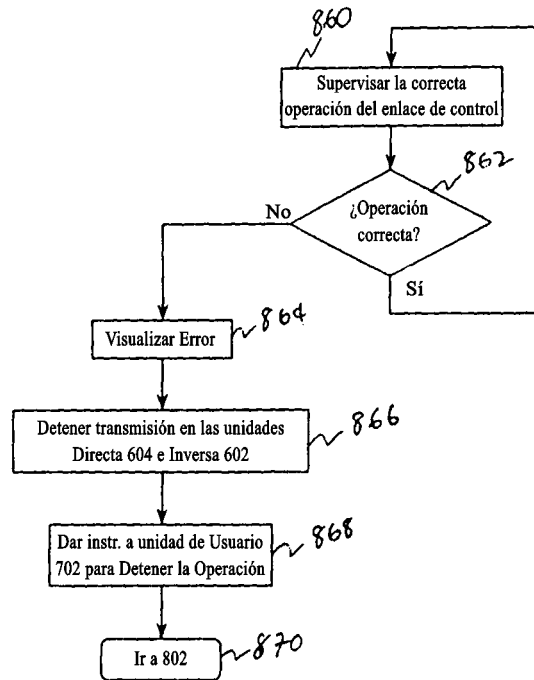 860
Supervisar la correcta
operación del enlace de control
862
¿Operación
correcta?
No
Sí
Visualizar Error
864
Detener transmisión en las unidades
Directa 604 e Inversa 602
866
Dar instr. a unidad de Usuario
702 para Detener la Operación
868
Ir a 802
870